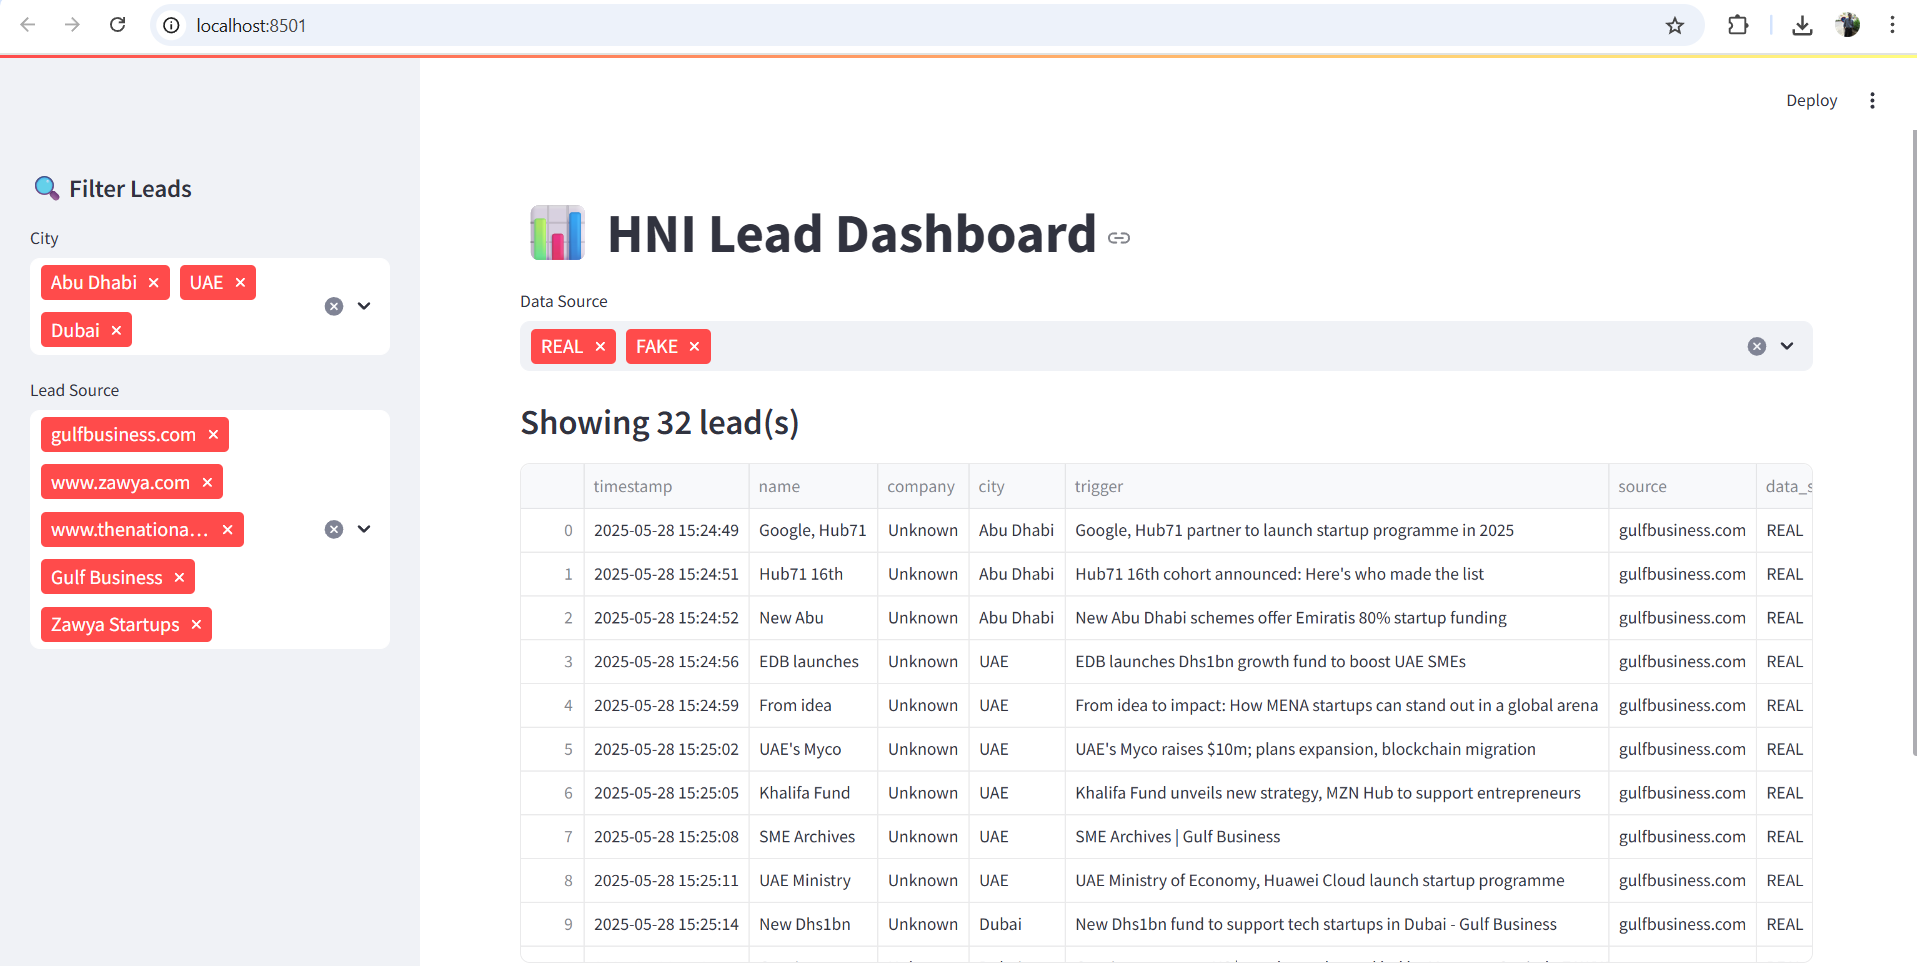 localhost:8501
Deploy
Filter Leads
City
Abu Dhabi × UAE ×
Dubai ×
Lead Source
gulfbusiness.com ×
www.zawya.com ×
www.thenationa... ×
Gulf Business ×
Zawya Startups ×
HNI Lead Dashboard
Data Source
REAL × FAKE ×
Showing 32 lead(s)
timestamp name company city trigger source data_s
0 2025-05-28 15:24:49 Google, Hub71 Unknown Abu Dhabi Google, Hub71 partner to launch startup programme in 2025 gulfbusiness.com REAL
1 2025-05-28 15:24:51 Hub71 16th Unknown Abu Dhabi Hub71 16th cohort announced: Here's who made the list gulfbusiness.com REAL
2 2025-05-28 15:24:52 New Abu Unknown Abu Dhabi New Abu Dhabi schemes offer Emiratis 80% startup funding gulfbusiness.com REAL
3 2025-05-28 15:24:56 EDB launches Unknown UAE EDB launches Dhs1bn growth fund to boost UAE SMEs gulfbusiness.com REAL
4 2025-05-28 15:24:59 From idea Unknown UAE From idea to impact: How MENA startups can stand out in a global arena gulfbusiness.com REAL
5 2025-05-28 15:25:02 UAE's Myco Unknown UAE UAE's Myco raises $10m; plans expansion, blockchain migration gulfbusiness.com REAL
6 2025-05-28 15:25:05 Khalifa Fund Unknown UAE Khalifa Fund unveils new strategy, MZN Hub to support entrepreneurs gulfbusiness.com REAL
7 2025-05-28 15:25:08 SME Archives Unknown UAE SME Archives | Gulf Business gulfbusiness.com REAL
8 2025-05-28 15:25:11 UAE Ministry Unknown UAE UAE Ministry of Economy, Huawei Cloud launch startup programme gulfbusiness.com REAL
9 2025-05-28 15:25:14 New Dhs1bn Unknown Dubai New Dhs1bn fund to support tech startups in Dubai - Gulf Business gulfbusiness.com REAL